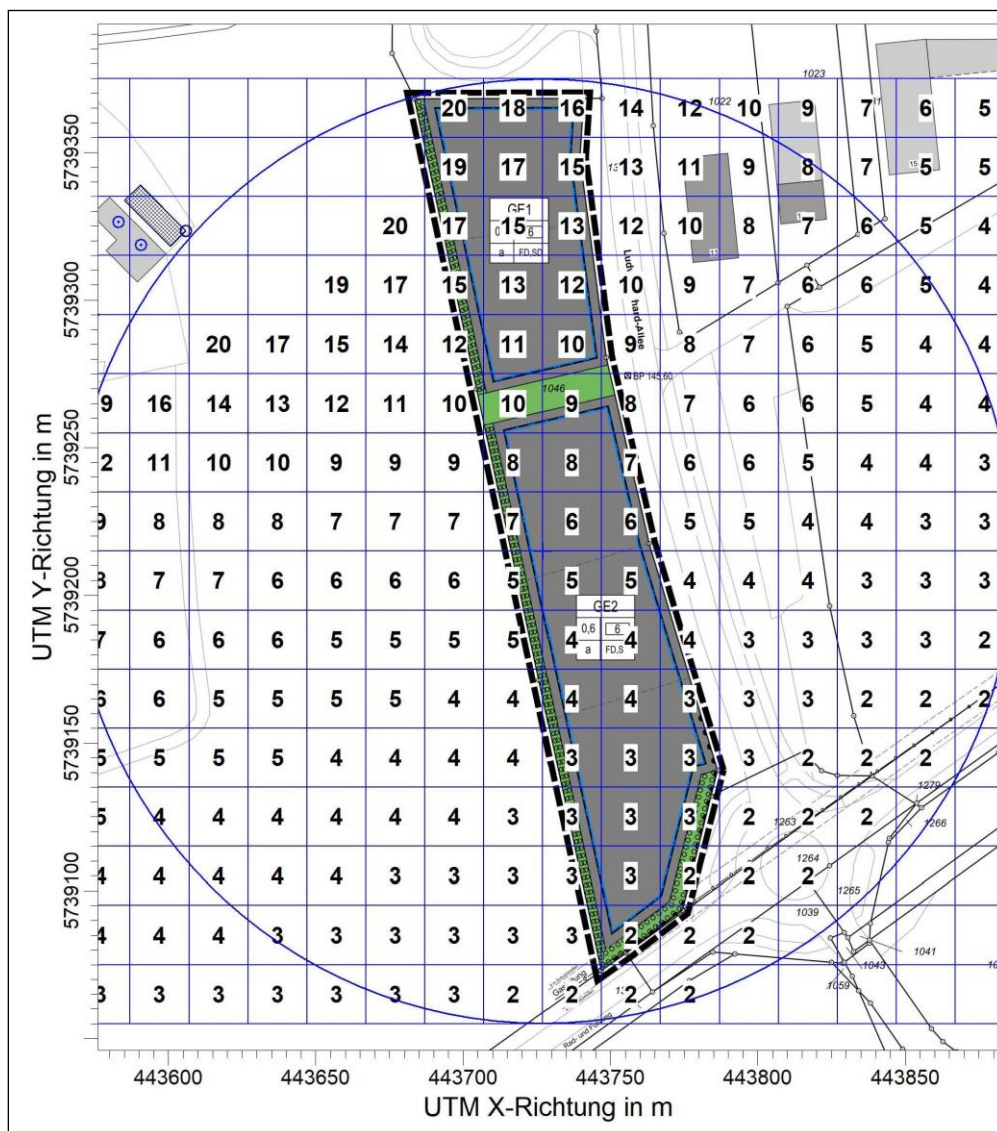 20 18 16 14 12 1022 10 9 1023 7 11 6 5
5739350
19 17 15 13 11 9 8 7 5 5
15
20 17 GE1 15 13 12 10 8 7 6 5 4
6
a FD,SD
11
5739300
19 17 15 13 12 10 9 7 6 6 5 4
hard-Allee
20 17 15 14 12 11 10 9 8 7 6 5 4 4
1046 BP 145,60
9 16 14 13 12 11 10 10 9 8 7 6 6 5 4 4
5739250
2 11 10 10 9 9 9 8 8 7 6 6 5 4 4 3
9 8 8 8 7 7 7 7 6 6 5 5 4 4 3 3
5739200
8 7 7 6 6 6 6 5 5 5 4 4 4 3 3 3
GE2
0,6 6
a FD,S
7 6 6 6 5 5 5 5 4 4 4 3 3 3 3 2
6 6 5 5 5 5 4 4 4 4 3 3 3 2 2 2
5739150
5 5 5 5 4 4 4 4 3 3 3 3 2 2 2
1279
5 4 4 4 4 4 4 3 3 3 3 2 1263 2 2 1266
5739100
4 4 4 4 4 3 3 3 3 3 2 2 1264 2 1265
4 4 4 3 3 3 3 3 3 2 2 2 1039
1041
1043
3 3 3 3 3 3 3 2 2 2 2 1059
Rad- und
UTM Y-Richtung in m
443600 443650 443700 443750 443800 443850
UTM X-Richtung in m